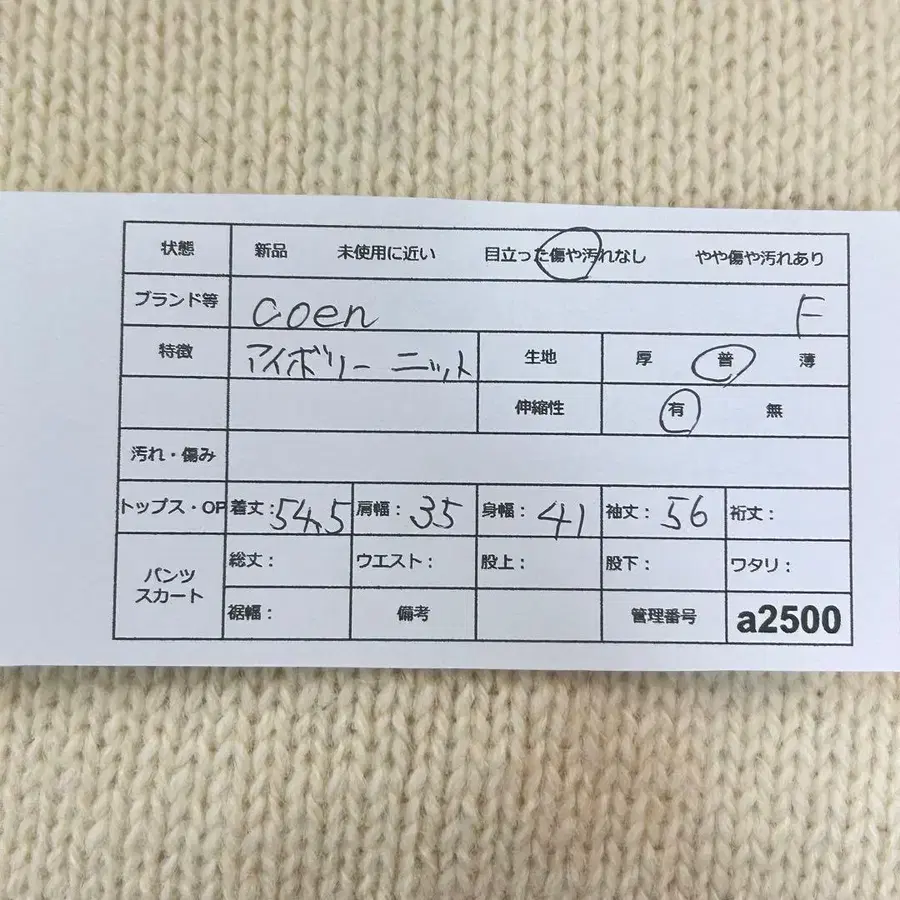 状態 新品 未使用に近い 目立った傷や汚れなし やや傷や汚れあり
ブランド等 coen F
特徴 アイボリー ニット 生地 厚 普 薄
伸縮性 有 無
汚れ・傷み
トップス・OP 着丈：54.5 肩幅：35 身幅：41 袖丈：56 裄丈：
パンツ スカート 総丈： ウエスト： 股上： 股下： ワタリ：
裾幅： 備考 管理番号 a2500